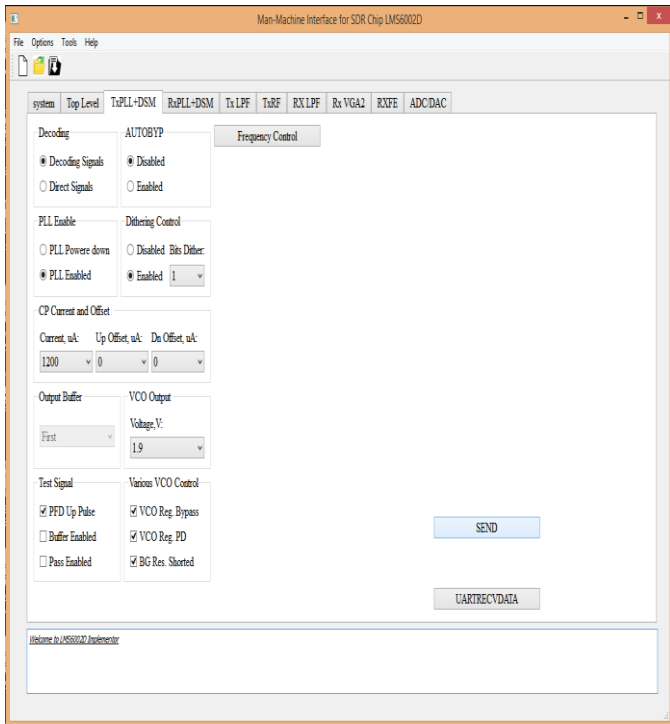 Man-Machine Interface for SDR Chip LMS6002D
File Options Tools Help
system Top Level TxPLL+DSM RxPLL+DSM Tx LPF TxRF RX LPF Rx VGA2 RXFE ADC/DAC
Decoding
Decoding Signals
Direct Signals
AUTOBYP
Disabled
Enabled
Frequency Control
PLL Enable
PLL Powere down
PLL Enabled
Dithering Control
Disabled Bits Dither:
Enabled 1
CP Current and Offset
Current, uA: Up Offset, uA: Dn Offset, uA:
1200 0 0
Output Buffer
First
VCO Output
Voltage,V:
1.9
Test Signal
PFD Up Pulse
Buffer Enabled
Pass Enabled
Various VCO Control
VCO Reg. Bypass
VCO Reg. PD
BG Res. Shorted
SEND
UARTRECVDATA
Welcome to LMS6002D Implementor